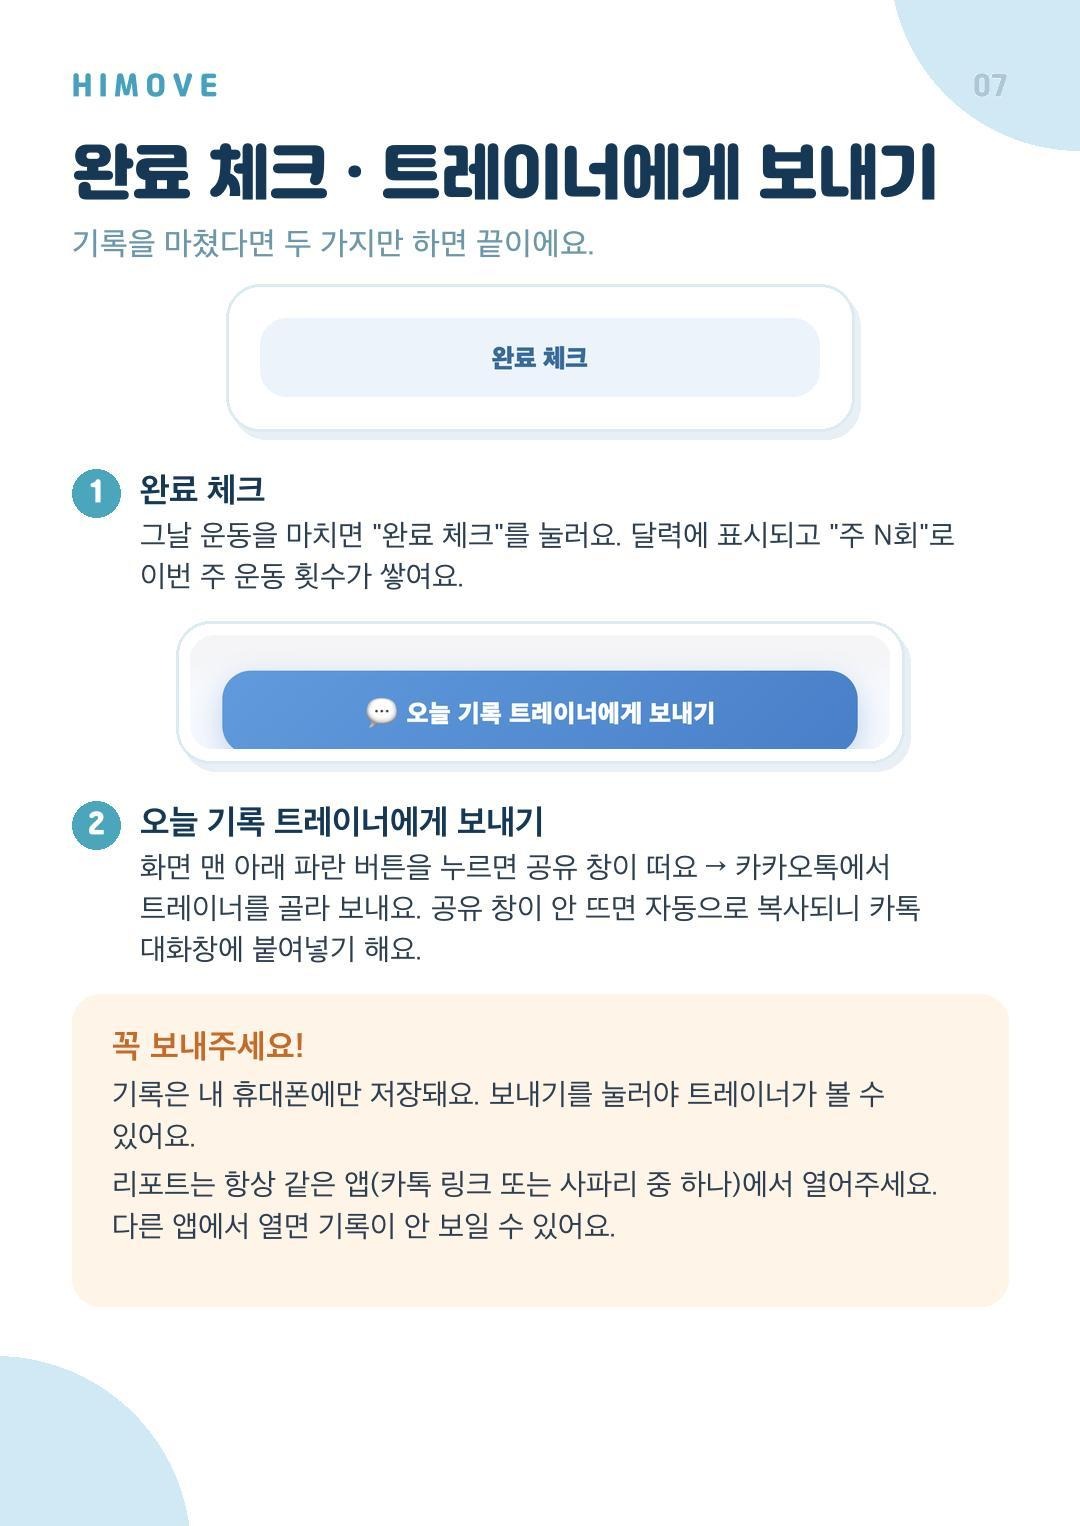 HIMOVE
07
완료 체크 · 트레이너에게 보내기
기록을 마쳤다면 두 가지만 하면 끝이에요.
완료 체크
1 완료 체크
그날 운동을 마치면 "완료 체크"를 눌러요. 달력에 표시되고 "주 N회"로
이번 주 운동 횟수가 쌓여요.
💬 오늘 기록 트레이너에게 보내기
2 오늘 기록 트레이너에게 보내기
화면 맨 아래 파란 버튼을 누르면 공유 창이 떠요 → 카카오톡에서
트레이너를 골라 보내요. 공유 창이 안 뜨면 자동으로 복사되니 카톡
대화창에 붙여넣기 해요.
꼭 보내주세요!
기록은 내 휴대폰에만 저장돼요. 보내기를 눌러야 트레이너가 볼 수
있어요.
리포트는 항상 같은 앱(카톡 링크 또는 사파리 중 하나)에서 열어주세요.
다른 앱에서 열면 기록이 안 보일 수 있어요.